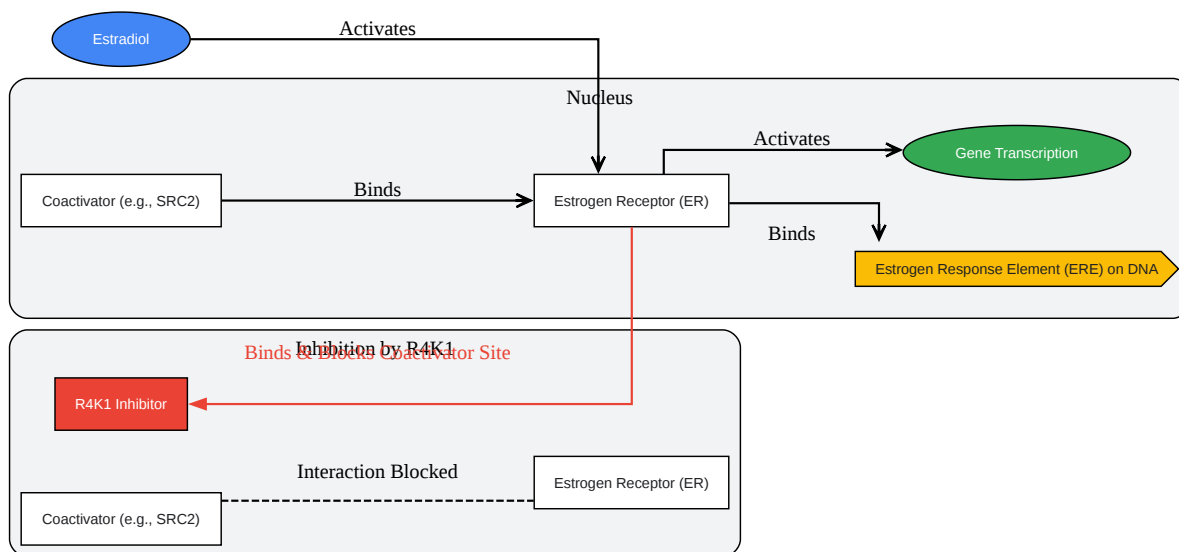 Estradiol
Activates
Nucleus
Activates
Gene Transcription
Coactivator (e.g., SRC2)
Binds
Estrogen Receptor (ER)
Binds
Estrogen Response Element (ERE) on DNA
Inhibition by R4K1
Binds & Blocks Coactivator Site
R4K1 Inhibitor
Interaction Blocked
Estrogen Receptor (ER)
Coactivator (e.g., SRC2)